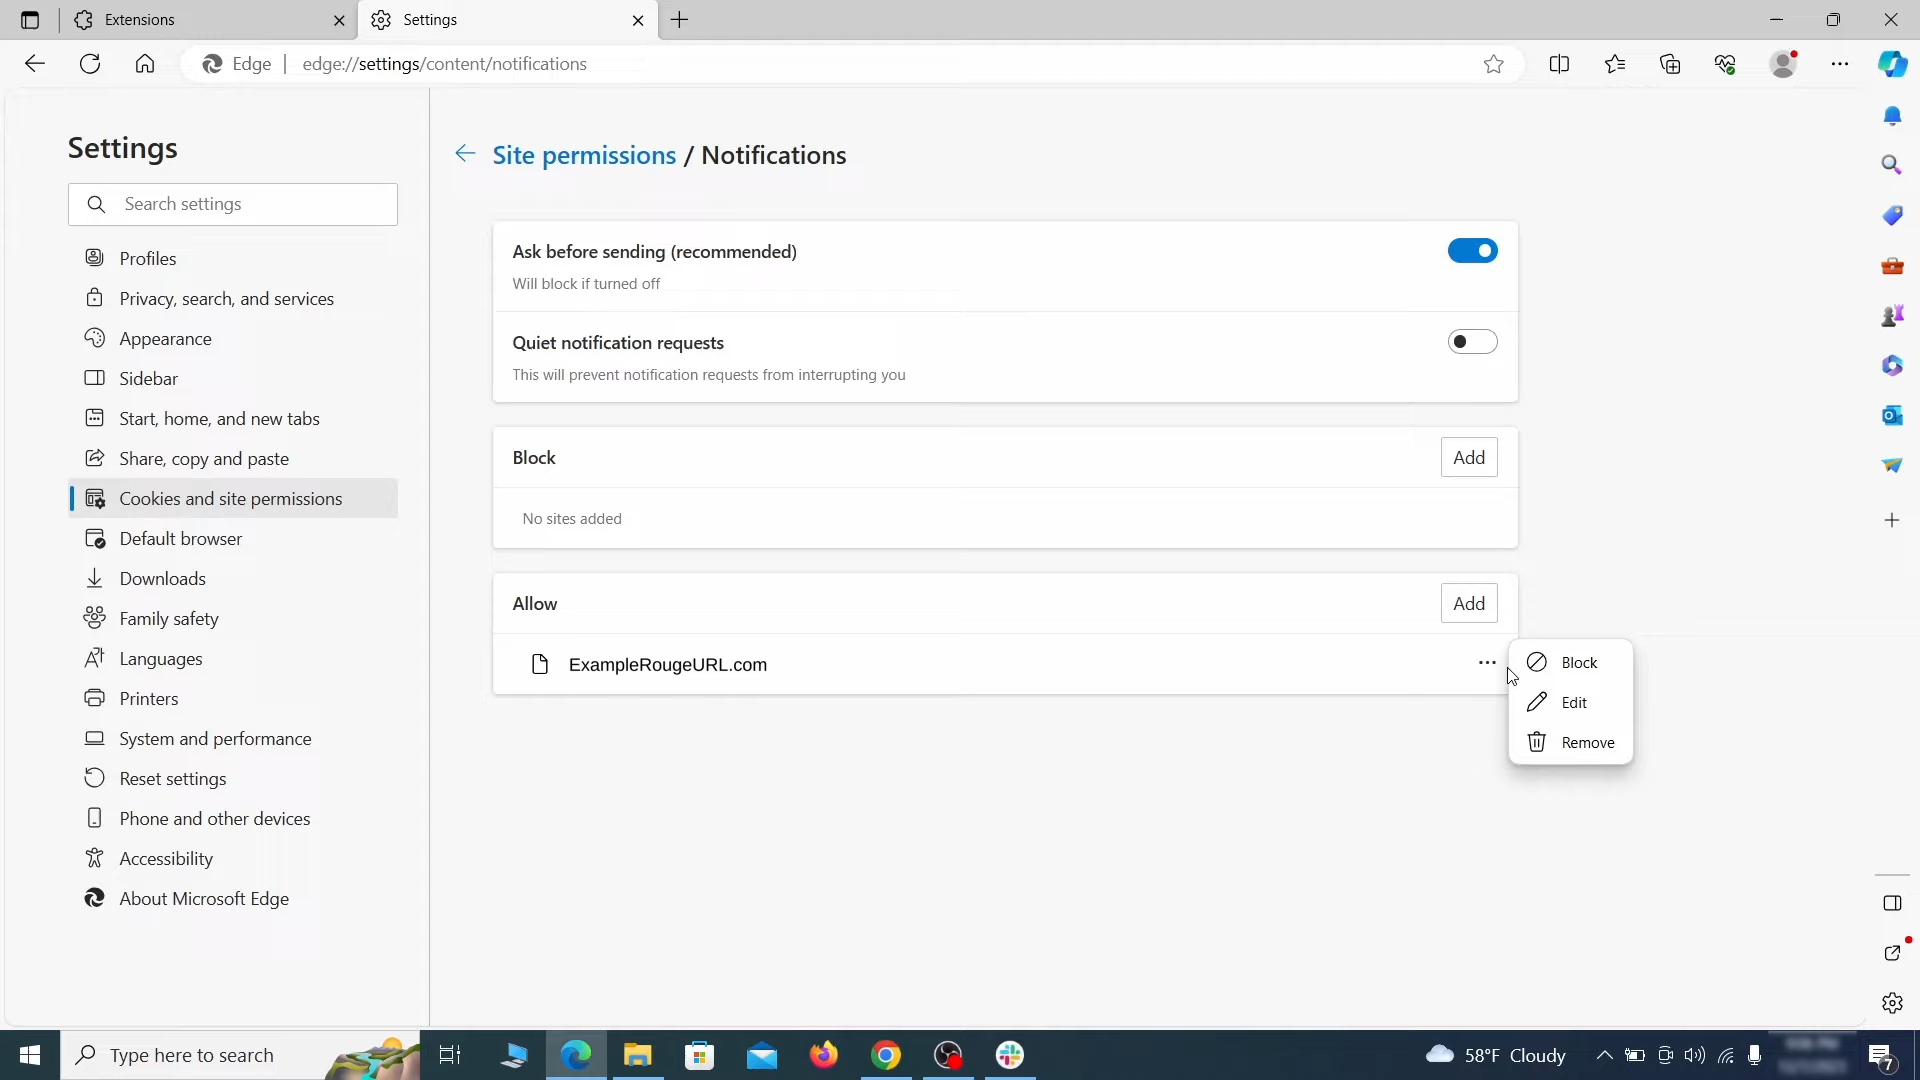 Extensions
Settings
Edge
edge://settings/content/notifications
Settings
Search settings
Profiles
Privacy, search, and services
Appearance
Sidebar
Start, home, and new tabs
Share, copy and paste
Cookies and site permissions
Default browser
Downloads
Family safety
Languages
Printers
System and performance
Reset settings
Phone and other devices
Accessibility
About Microsoft Edge
Site permissions / Notifications
Ask before sending (recommended)
Will block if turned off
Quiet notification requests
This will prevent notification requests from interrupting you
Block
Add
No sites added
Allow
Add
ExampleRougeURL.com
Block
Edit
Remove
Type here to search
58°F Cloudy
7